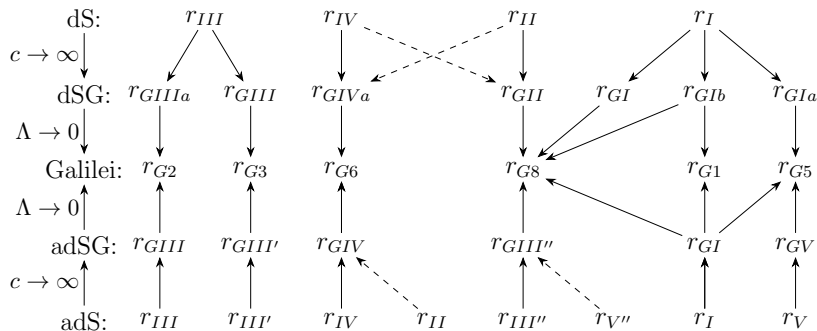 dS: r_{III} r_{IV} r_{II} r_{I}
c → ∞
dSG: r_{GIIIa} r_{GIII} r_{GIVa} r_{GII} r_{GI} r_{GIb} r_{GIa}
Λ → 0
Galilei: r_{G2} r_{G3} r_{G6} r_{G8} r_{G1} r_{G5}
Λ → 0
adSG: r_{GIII} r_{GIII'} r_{GIV} r_{GIII''} r_{GI} r_{GV}
c → ∞
adS: r_{III} r_{III'} r_{IV} r_{II} r_{III''} r_{V''} r_{I} r_{V}